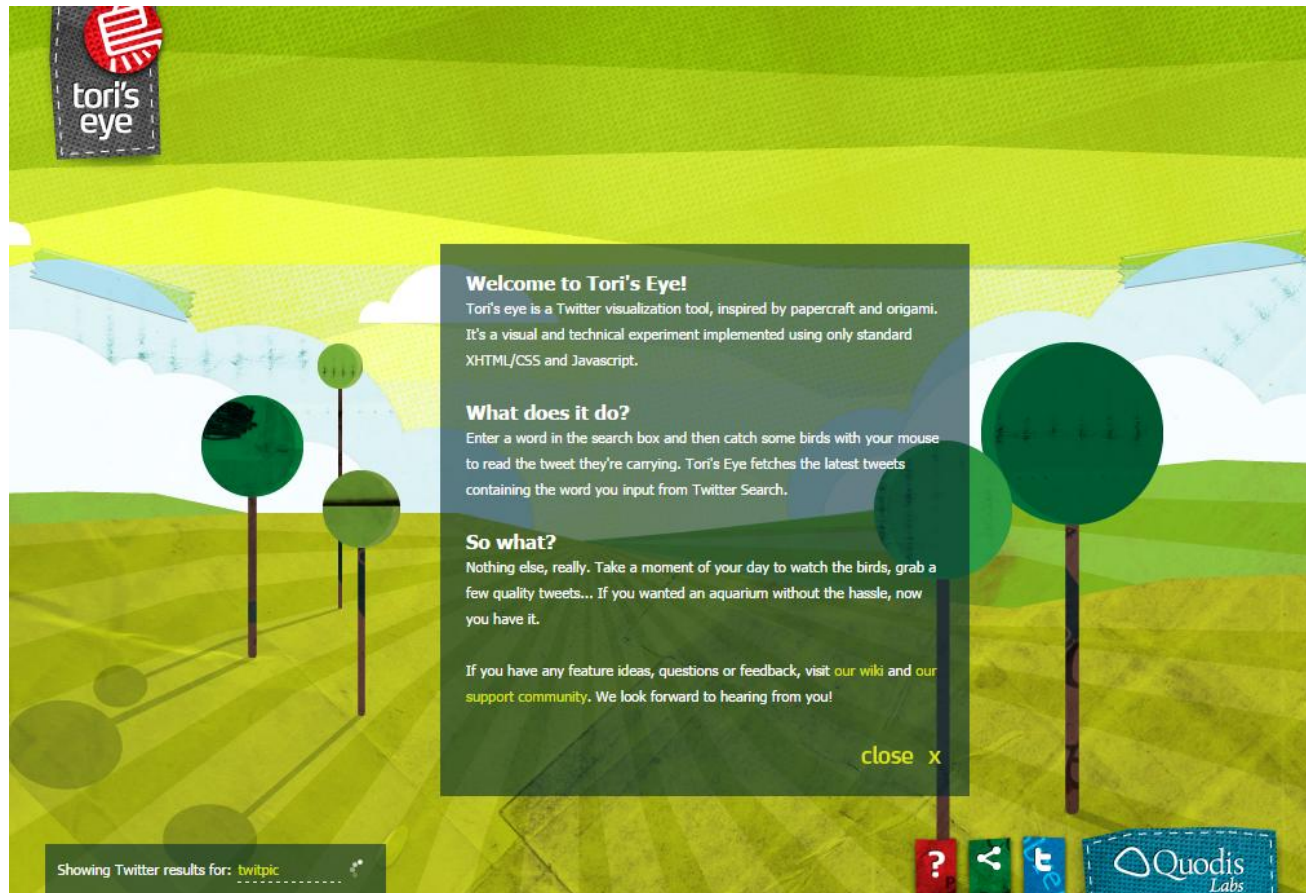 tori's
eye
Welcome to Tori's Eye!
Tori's eye is a Twitter visualization tool, inspired by papercraft and origami.
It's a visual and technical experiment implemented using only standard
XHTML/CSS and Javascript.
What does it do?
Enter a word in the search box and then catch some birds with your mouse
to read the tweet they're carrying. Tori's Eye fetches the latest tweets
containing the word you input from Twitter Search.
So what?
Nothing else, really. Take a moment of your day to watch the birds, grab a
few quality tweets... If you wanted an aquarium without the hassle, now
you have it.
If you have any feature ideas, questions or feedback, visit our wiki and our
support community. We look forward to hearing from you!
close x
Showing Twitter results for: twitpic
?
t
Quodis
Labs